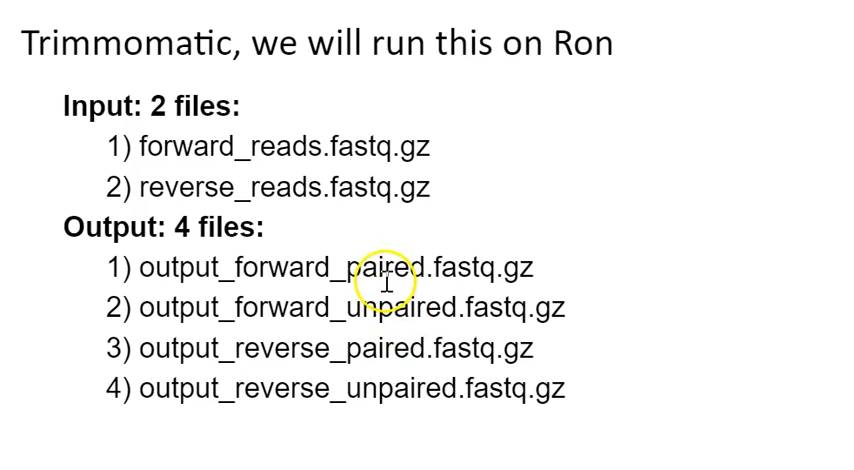 Trimmomatic, we will run this on Ron
Input: 2 files:
1) forward_reads.fastq.gz
2) reverse_reads.fastq.gz
Output: 4 files:
1) output_forward_paired.fastq.gz
2) output_forward_unpaired.fastq.gz
3) output_reverse_paired.fastq.gz
4) output_reverse_unpaired.fastq.gz